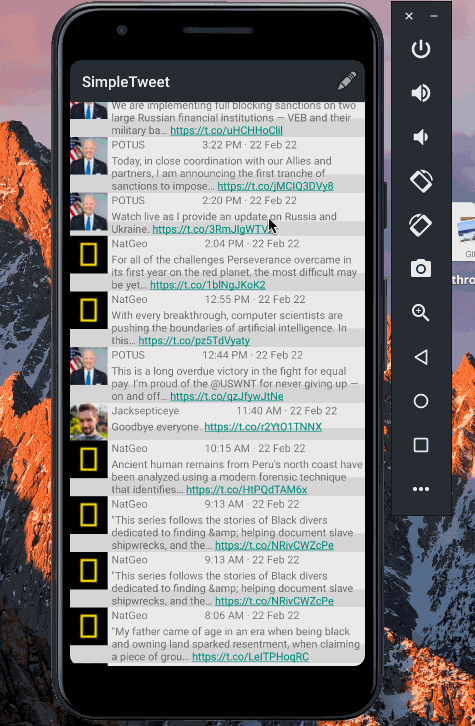 SimpleTweet
We are implementing full blocking sanctions on two
large Russian financial institutions — VEB and their
military ba… https://t.co/uHCHHoCliI
POTUS 3:22 PM · 22 Feb 22
Today, in close coordination with our Allies and
partners, I am announcing the first tranche of
sanctions to impose… https://t.co/jMCIQ3DVy8
POTUS 2:20 PM · 22 Feb 22
Watch live as I provide an update on Russia and
Ukraine. https://t.co/3RmJIgWTV
NatGeo 2:04 PM · 22 Feb 22
For all of the challenges Perseverance overcame in
its first year on the red planet, the most difficult may
be yet… https://t.co/1blNgJKoK2
NatGeo 12:55 PM · 22 Feb 22
With every breakthrough, computer scientists are
pushing the boundaries of artificial intelligence. In
this… https://t.co/pz5TdVyaty
POTUS 12:44 PM · 22 Feb 22
This is a long overdue victory in the fight for equal
pay. I'm proud of the @USWNT for never giving up —
on and off… https://t.co/qzJfywJtNe
Jacksepticeye 11:40 AM · 22 Feb 22
Goodbye everyone. https://t.co/r2YtO1TNNX
NatGeo 10:15 AM · 22 Feb 22
Ancient human remains from Peru's north coast have
been analyzed using a modern forensic technique
that identifies… https://t.co/HtPQdTAM6x
NatGeo 9:13 AM · 22 Feb 22
"This series follows the stories of Black divers
dedicated to finding &amp; helping document slave
shipwrecks, and the… https://t.co/NRivCWZcPe
NatGeo 9:13 AM · 22 Feb 22
"This series follows the stories of Black divers
dedicated to finding &amp; helping document slave
shipwrecks, and the… https://t.co/NRivCWZcPe
NatGeo 8:06 AM · 22 Feb 22
"My father came of age in an era when being black
and owning land sparked resentment, when claiming
a piece of grou… https://t.co/LeITPHoqRC